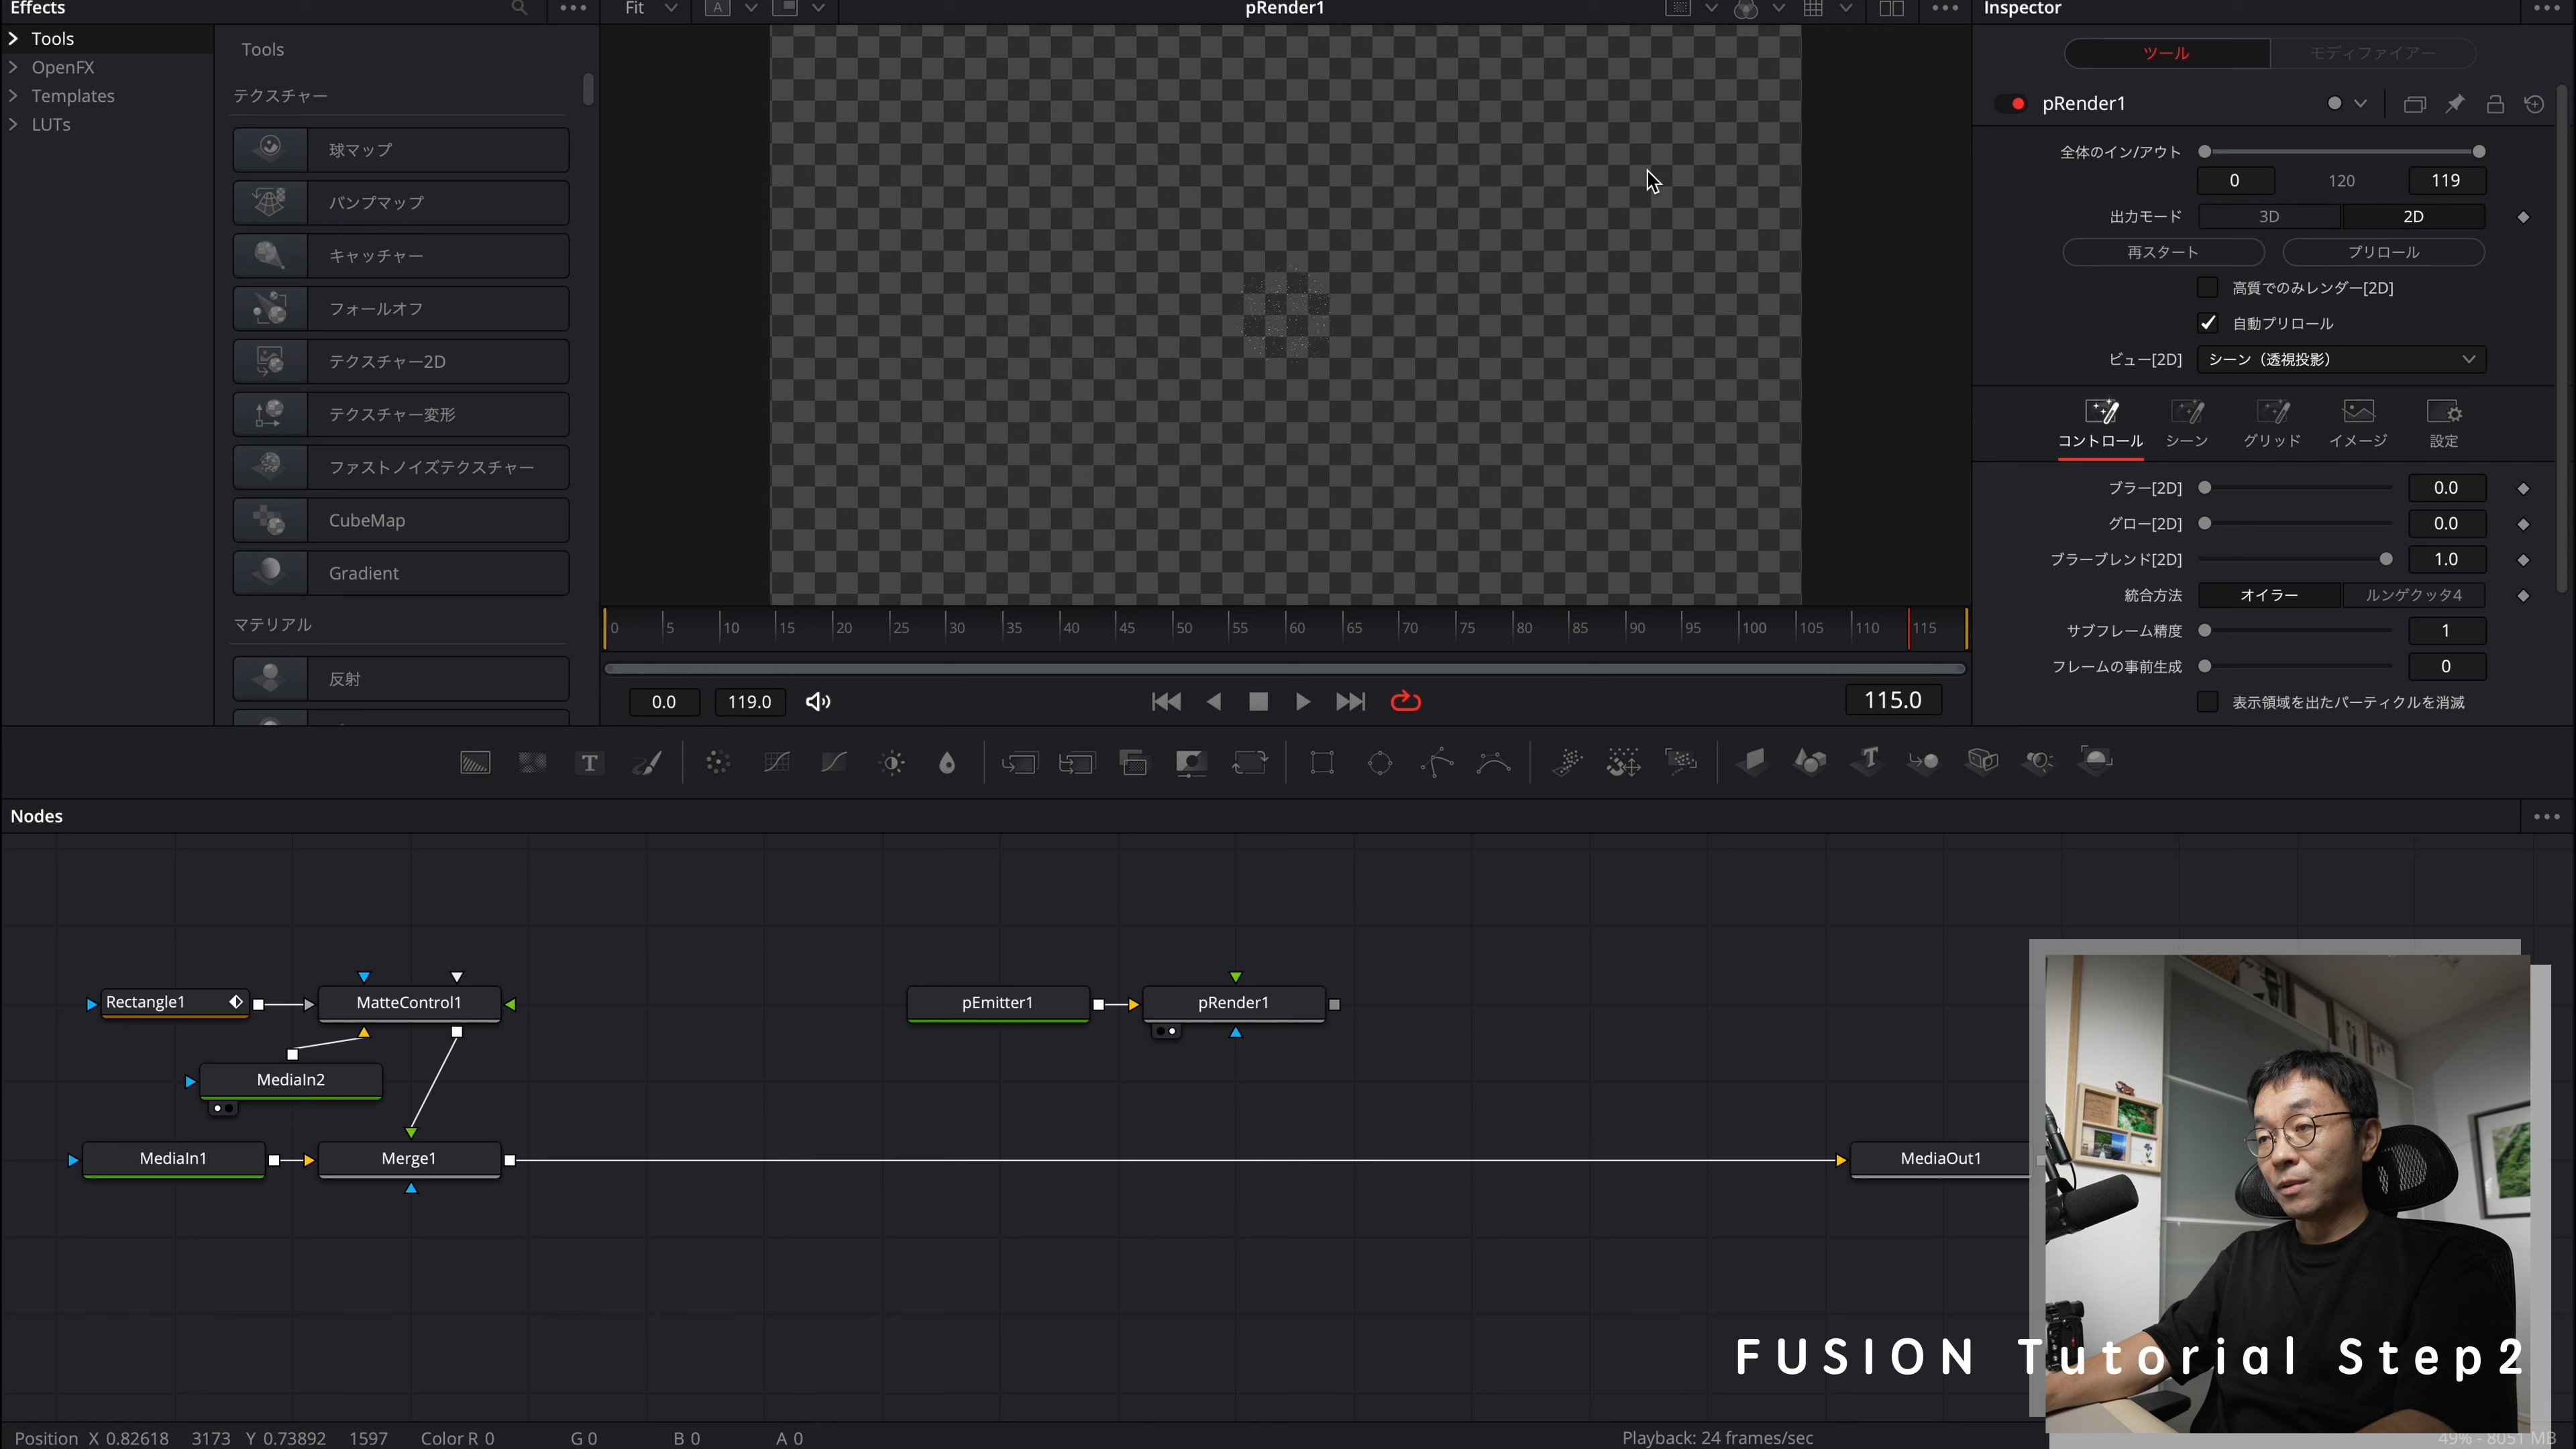 Effects
Fit
A
pRender1
Inspector
Tools
OpenFX
Templates
LUTs
Tools
テクスチャー
球マップ
バンプマップ
キャッチャー
フォールオフ
テクスチャー2D
テクスチャー変形
ファストノイズテクスチャー
CubeMap
Gradient
マテリアル
反射
ツール
モディファイアー
pRender1
全体のイン/アウト
0 120 119
出力モード 3D 2D
再スタート プリロール
高質でのみレンダー[2D]
自動プリロール
ビュー[2D] シーン（透視投影）
コントロール シーン グリッド イメージ 設定
ブラー[2D] 0.0
グロー[2D] 0.0
ブラーブレンド[2D] 1.0
統合方法 オイラー ルンゲクッタ4
サブフレーム精度 1
フレームの事前生成 0
表示領域を出たパーティクルを消滅
0 5 10 15 20 25 30 35 40 45 50 55 60 65 70 75 80 85 90 95 100 105 110 115
0.0 119.0 115.0
T
T
Nodes
Rectangle1
MatteControl1
pEmitter1
pRender1
MediaIn2
MediaIn1
Merge1
MediaOut1
FUSION Tutorial Step2
Position X 0.82618 3173 Y 0.73892 1597 Color R 0 G 0 B 0 A 0
Playback: 24 frames/sec
49% - 8051 MB